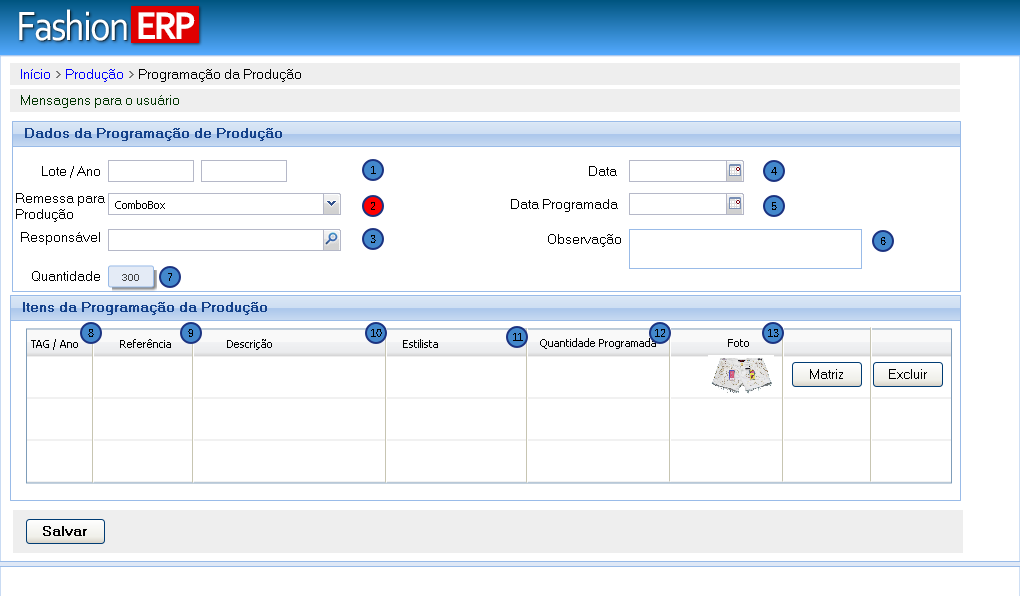 Fashion ERP
Início > Produção > Programação da Produção
Mensagens para o usuário
Dados da Programação de Produção
Lote / Ano 1 Data 4
Remessa para Produção ComboBox 2 Data Programada 5
Responsável 3 Observação 6
Quantidade 300 7
Itens da Programação da Produção
TAG / Ano 8 Referência 9 Descrição 10 Estilista 11 Quantidade Programada 12 Foto 13
Matriz Excluir
Salvar